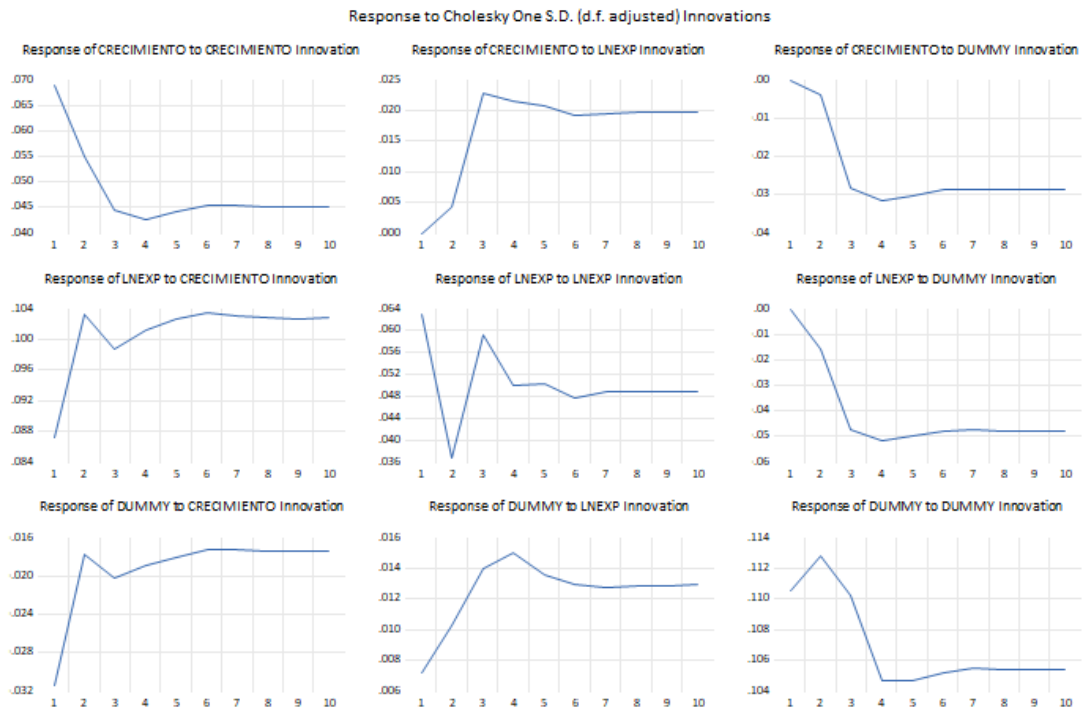 Response to Cholesky One S.D. (d.f. adjusted) Innovations
Response of CRECIMIENTO to CRECIMIENTO Innovation
.070
.065
.060
.055
.050
.045
.040
1 2 3 4 5 6 7 8 9 10
Response of CRECIMIENTO to LNEXP Innovation
.025
.020
.015
.010
.005
.000
1 2 3 4 5 6 7 8 9 10
Response of CRECIMIENTO to DUMMY Innovation
.00
.01
.02
.03
.04
1 2 3 4 5 6 7 8 9 10
Response of LNEXP to CRECIMIENTO Innovation
.104
.100
.096
.092
.088
.084
1 2 3 4 5 6 7 8 9 10
Response of LNEXP to LNEXP Innovation
.064
.060
.056
.052
.048
.044
.040
.036
1 2 3 4 5 6 7 8 9 10
Response of LNEXP to DUMMY Innovation
.00
.01
.02
.03
.04
.05
.06
1 2 3 4 5 6 7 8 9 10
Response of DUMMY to CRECIMIENTO Innovation
.016
.020
.024
.028
.032
1 2 3 4 5 6 7 8 9 10
Response of DUMMY to LNEXP Innovation
.016
.014
.012
.010
.008
.006
1 2 3 4 5 6 7 8 9 10
Response of DUMMY to DUMMY Innovation
.114
.112
.110
.108
.106
.104
1 2 3 4 5 6 7 8 9 10